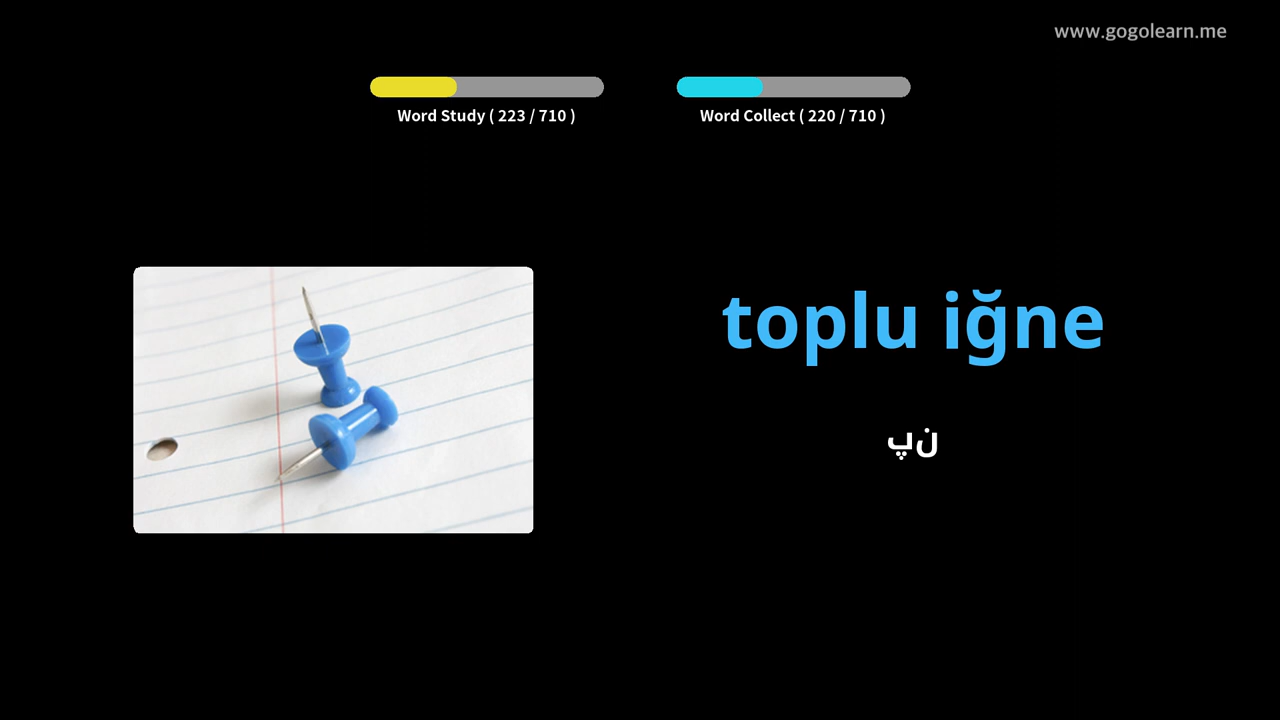 www.gogolearn.me
Word Study ( 223 / 710 )
Word Collect ( 220 / 710 )
toplu iğne
پن